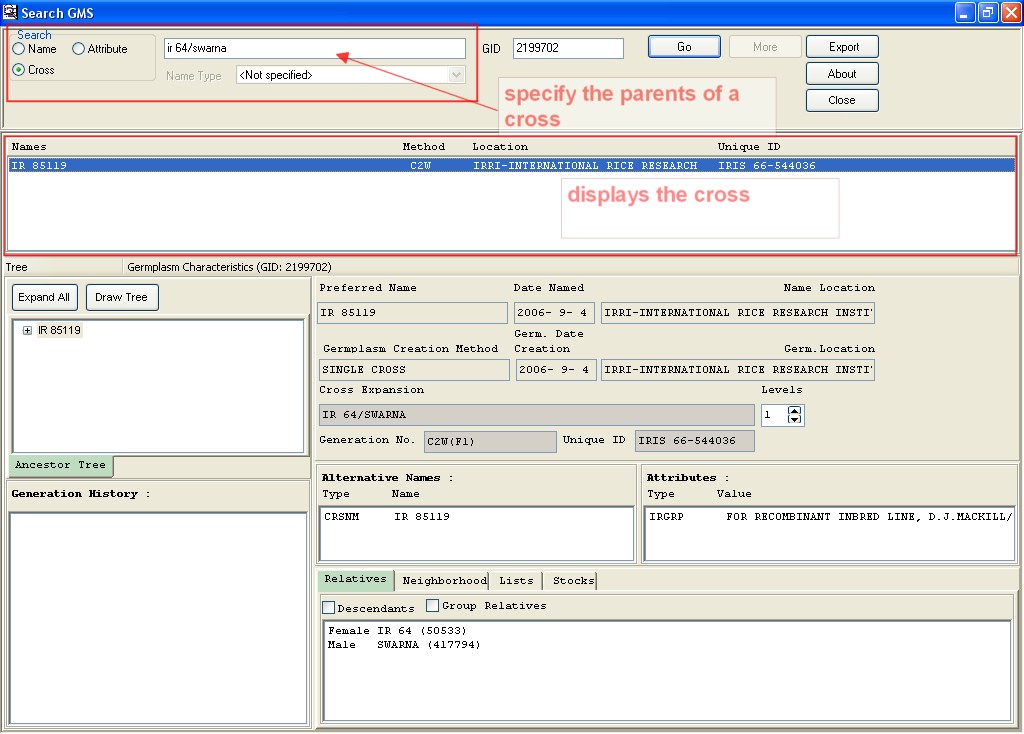 Search GMS
Search
Name Attribute
Cross
ir 64/swarna
Name Type <Not specified>
GID 2199702
Go More Export
About
Close
specify the parents of a
cross
Names Method Location Unique ID
IR 85119 C2W IRRI-INTERNATIONAL RICE RESEARCH IRIS 66-544036
displays the cross
Tree Germplasm Characteristics (GID: 2199702)
Expand All Draw Tree
IR 85119
Ancestor Tree
Generation History :
Preferred Name Date Named Name Location
IR 85119 2006- 9- 4 IRRI-INTERNATIONAL RICE RESEARCH INSTI
Germ. Date
Germplasm Creation Method Creation Germ.Location
SINGLE CROSS 2006- 9- 4 IRRI-INTERNATIONAL RICE RESEARCH INSTI
Cross Expansion Levels
IR 64/SWARNA 1
Generation No. C2W(F1) Unique ID IRIS 66-544036
Alternative Names :
Type Name
CRSNM IR 85119
Attributes :
Type Value
IRGRP FOR RECOMBINANT INBRED LINE, D.J.MACKILL/
Relatives Neighborhood Lists Stocks
Descendants Group Relatives
Female IR 64 (50533)
Male SWARNA (417794)